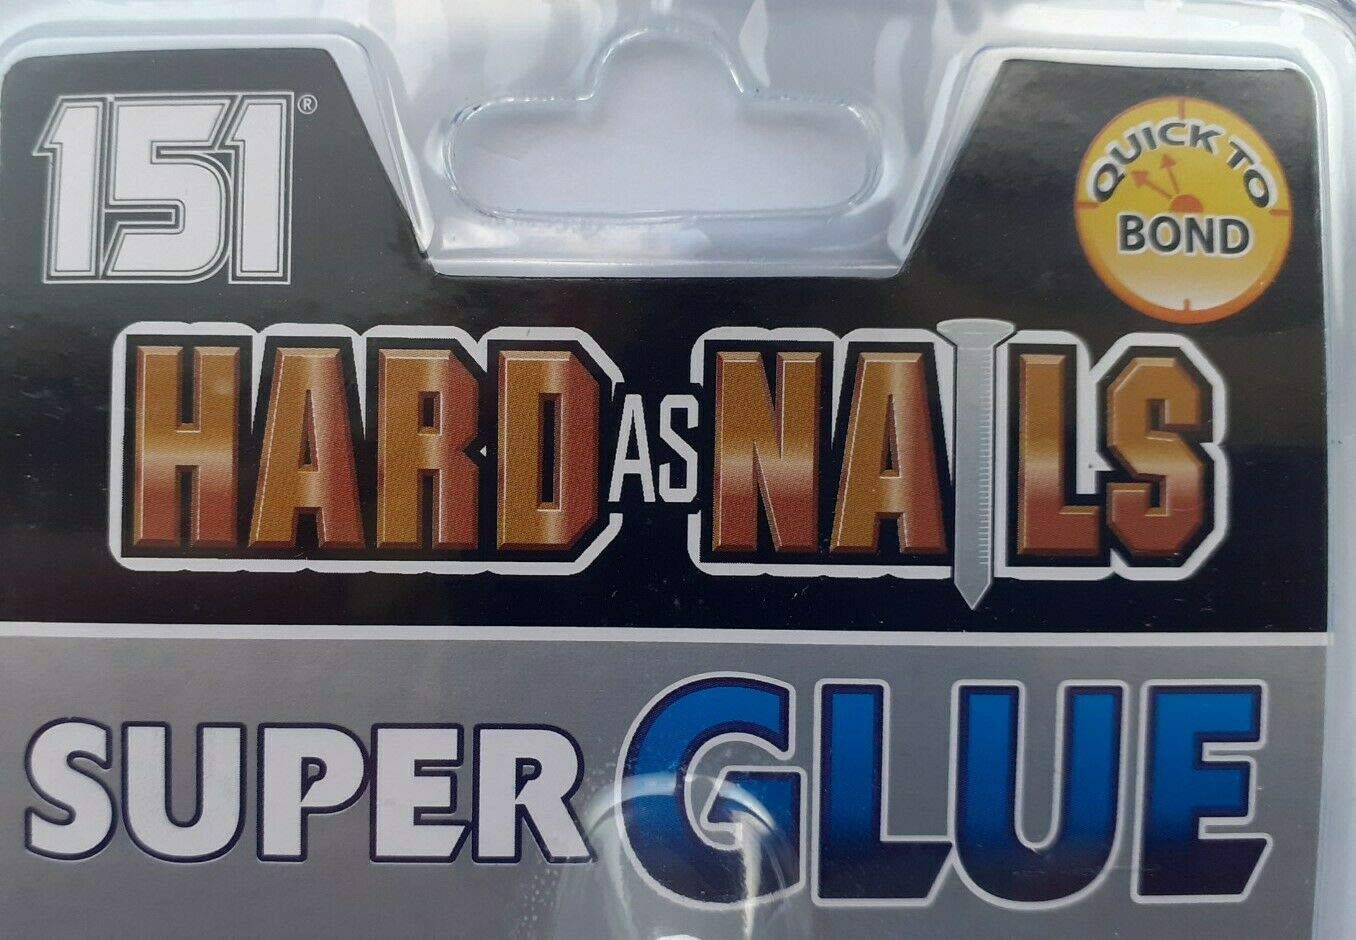 151®
QUICK TO
BOND
HARD AS NAILS
SUPER GLUE